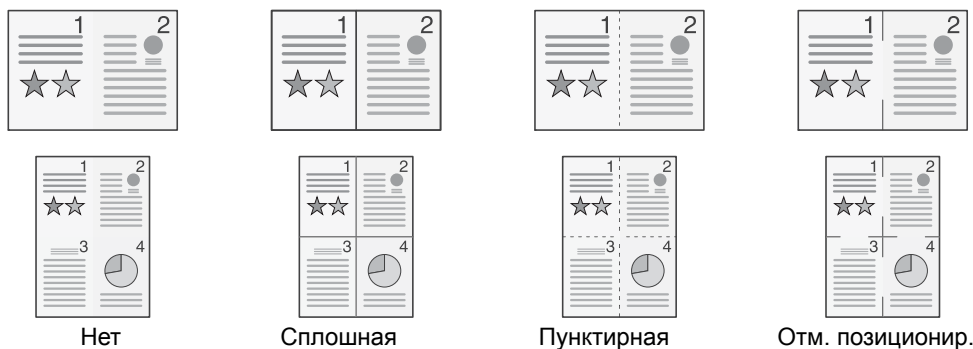 1 2 1 2 1 2 1 2
1 2 1 2 1 2 1 2
3 4 3 4 3 4 3 4
Нет Сплошная Пунктирная Отм. позиционир.